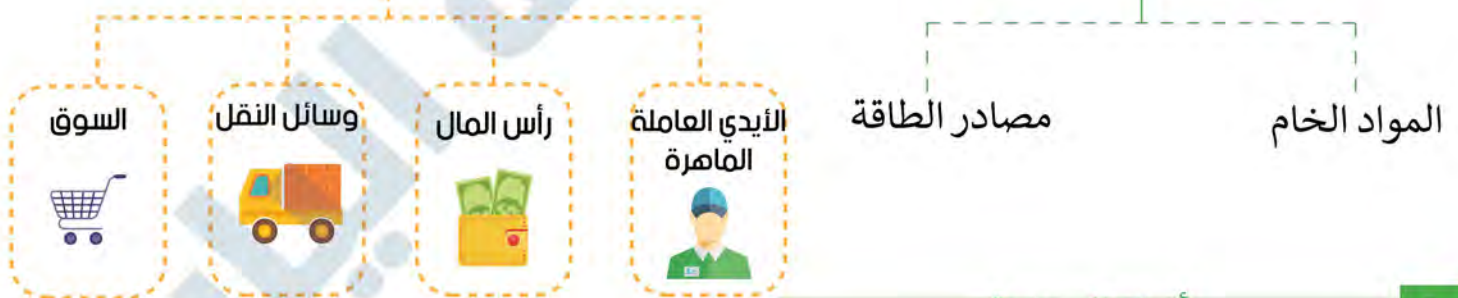 المواد الخام
مصادر الطاقة
الأيدي العاملة
الماهرة
رأس المال
وسائل النقل
السوق